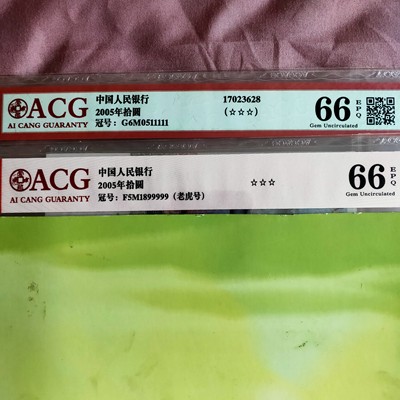 ACG
AI CANG GUARANTY
中国人民银行
2005年拾圆
冠号：G6M0511111
17023628
(☆☆☆)
66
EPQ
Gem Uncirculated
ACG
AI CANG GUARANTY
中国人民银行
2005年拾圆
冠号：F5M1899999（老虎号）
☆☆☆
66
EPQ
Gem Uncirculated